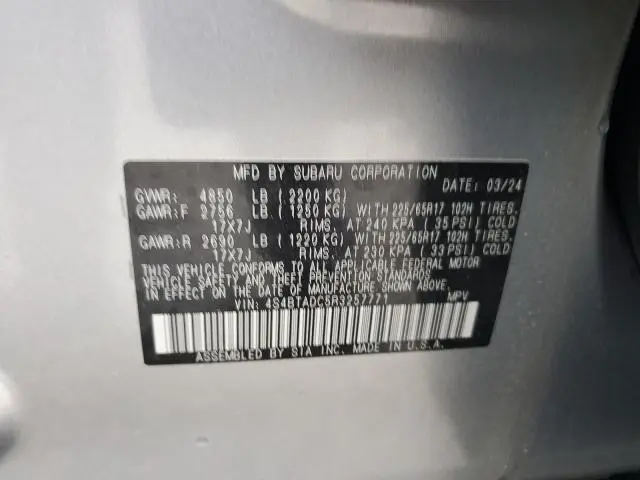 MFD BY SUBARU CORPORATION
DATE: 03/24
GVWR: 4850 LB (2200 KG)
GAWR:F 2756 LB (1250 KG) WITH 225/65R17 102H TIRES,
17X7J RIMS, AT 240 KPA (35 PSI) COLD
GAWR:R 2690 LB (1220 KG) WITH 225/65R17 102H TIRES,
17X7J RIMS, AT 230 KPA (33 PSI) COLD
THIS VEHICLE CONFORMS TO ALL APPLICABLE FEDERAL MOTOR
VEHICLE SAFETY, BUMPER, AND THEFT PREVENTION STANDARDS
IN EFFECT ON THE DATE OF MANUFACTURE SHOWN ABOVE.
VIN: 4S4BTADC5R3257771 MPV
ASSEMBLED BY SIA INC. MADE IN U.S.A.